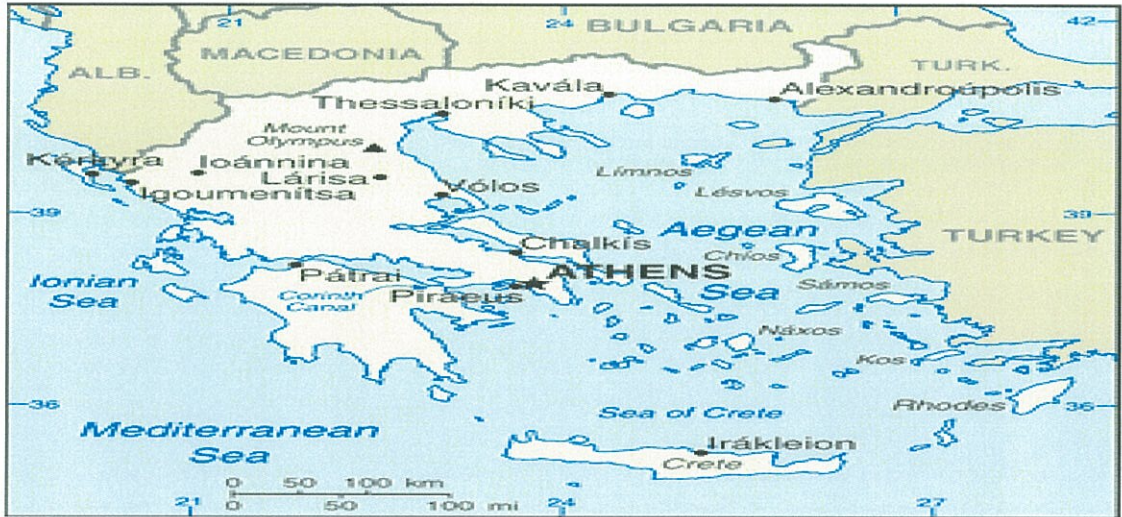 21
24
42
BULGARIA
MACEDONIA
ALB.
TURK.
Kavála
Alexandroúpolis
Thessaloníki
Mount
Olympus
Kérkyra
Ioánnina
Lárisa
Igoumenítsa
Vólos
Límnos
Lésvos
39
39
TURKEY
Aegean
Sea
Chalkís
Chíos
ATHENS
Pátrai
Ionian
Sea
Corinth
Canal
Piraeus
Sámos
Náxos
Kos
36
Rhodes
36
Sea of Crete
Mediterranean
Sea
Irákleion
Crete
0 50 100 km
0 50 100 mi
21
24
27